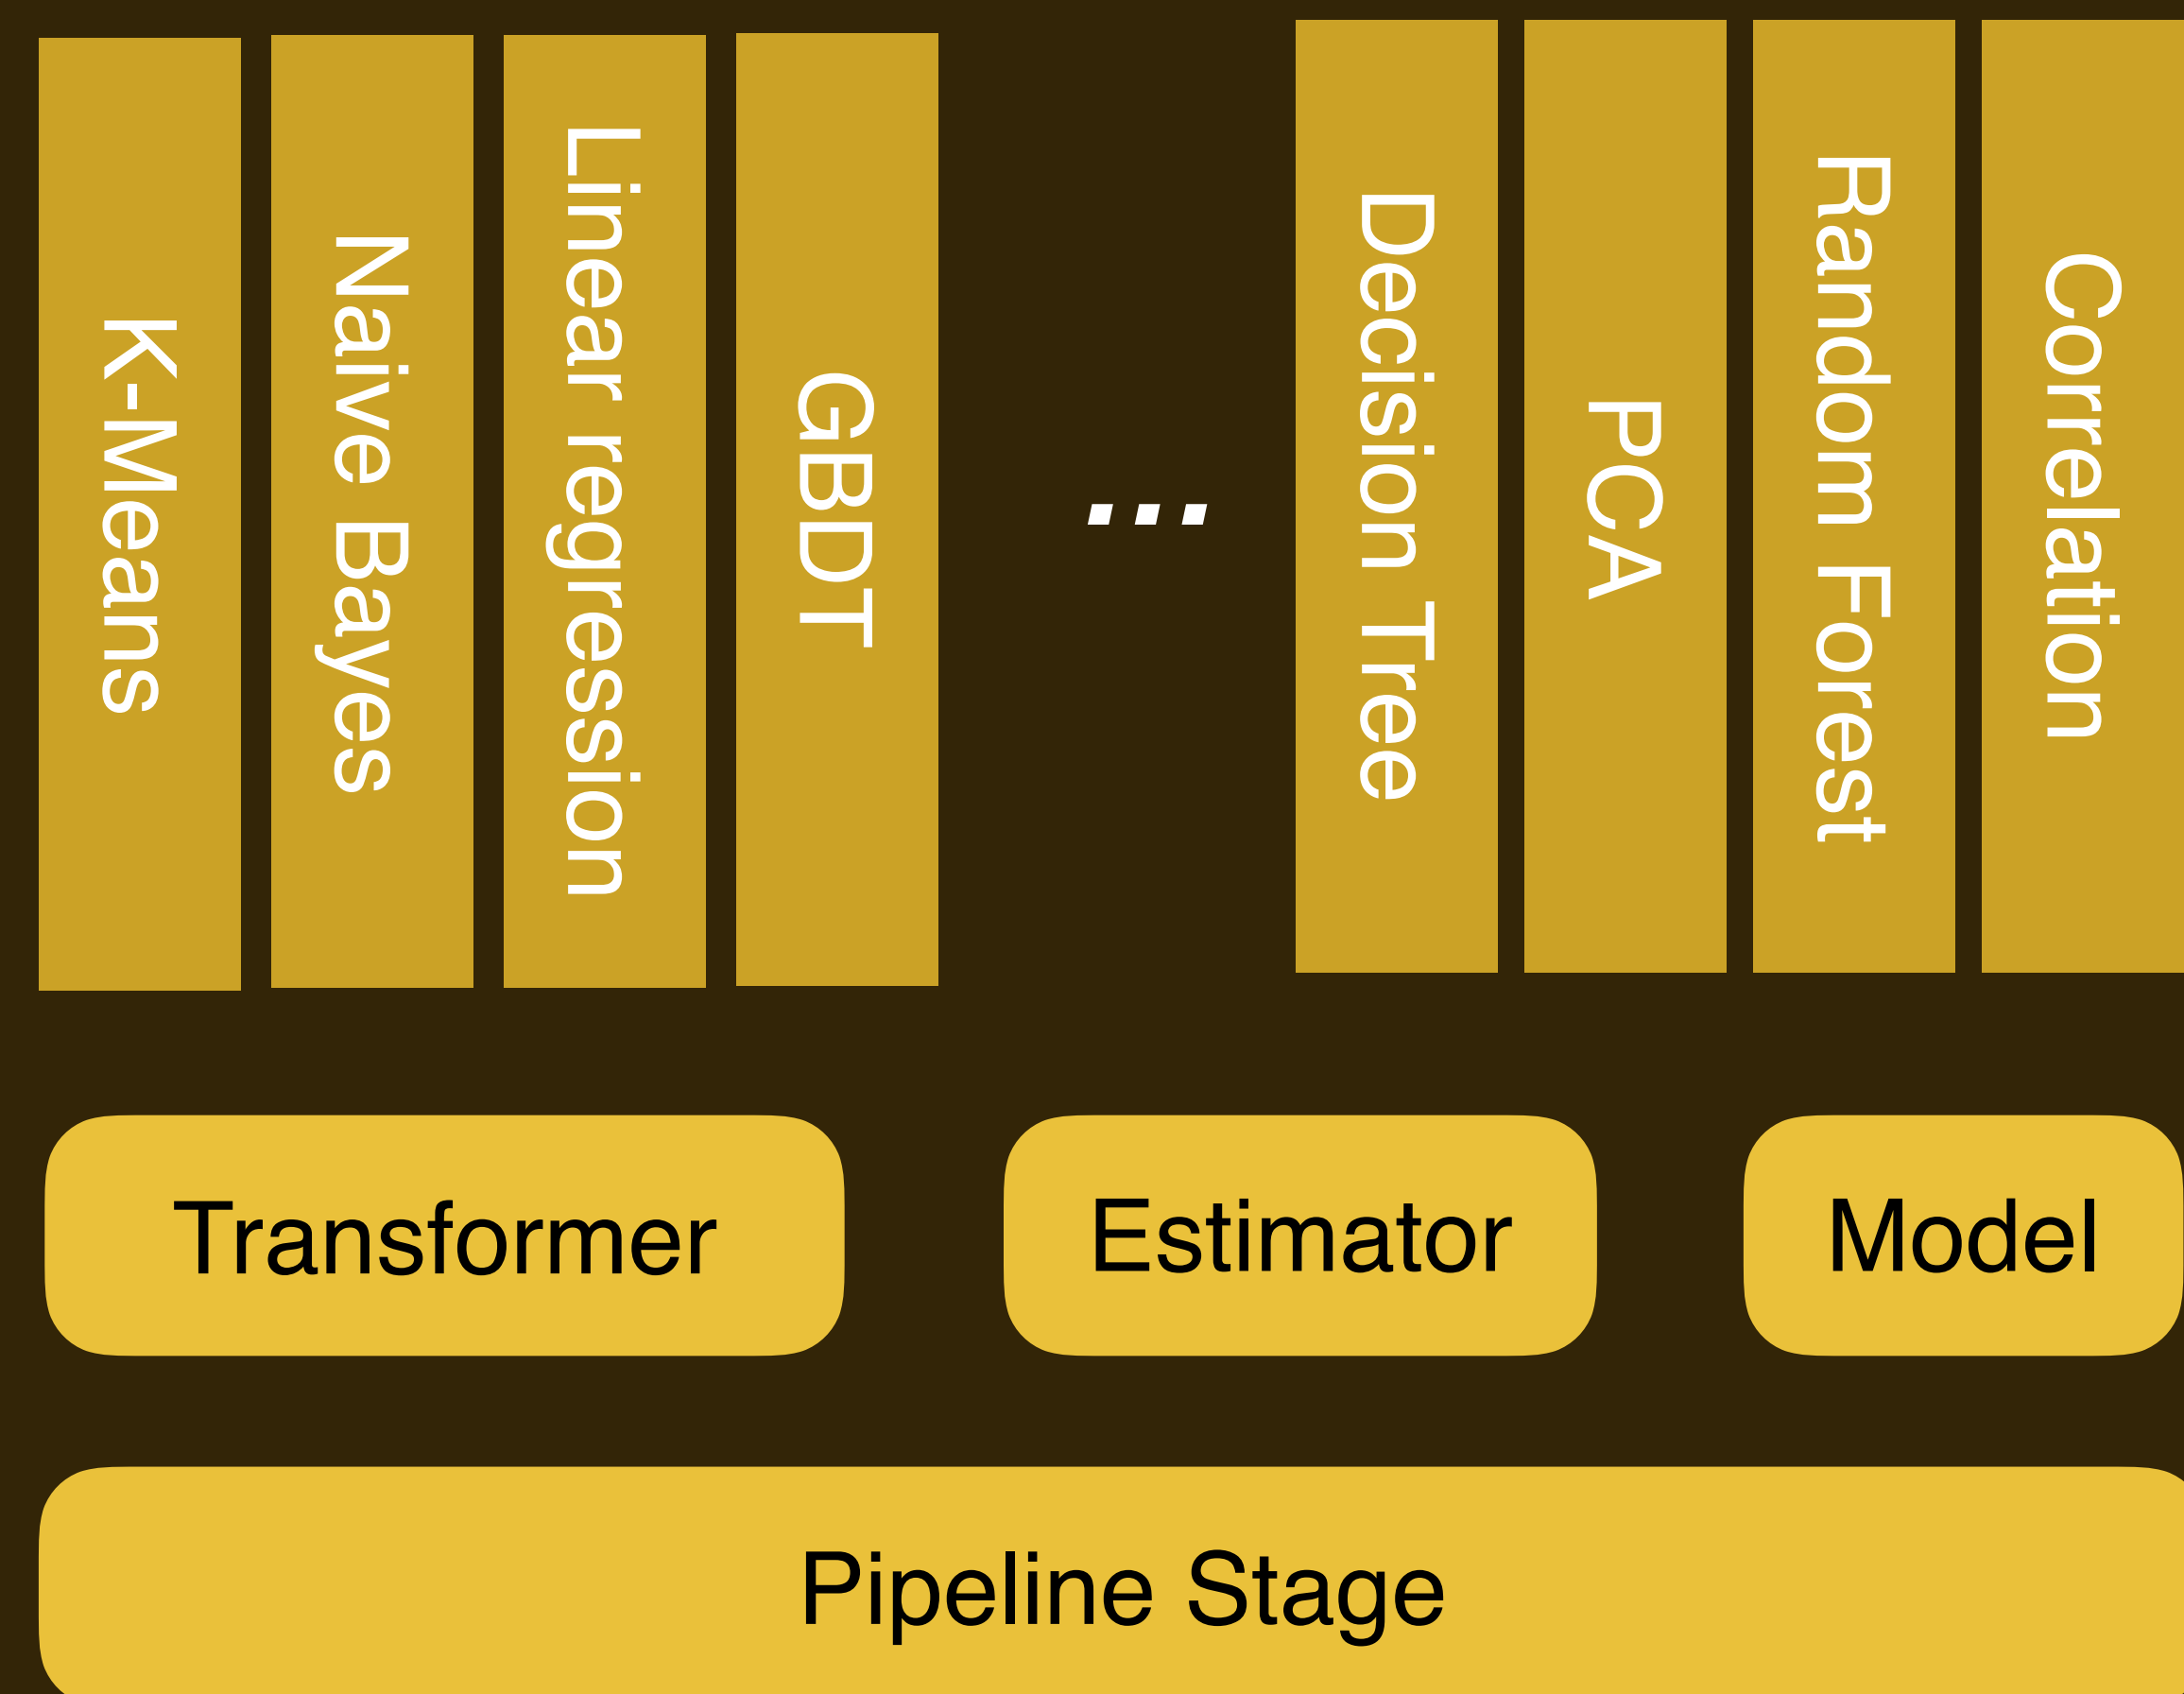 K-Means
Naive Bayes
Linear regression
GBDT
...
Decision Tree
PCA
Random Forest
Correlation
Transformer
Estimator
Model
Pipeline Stage